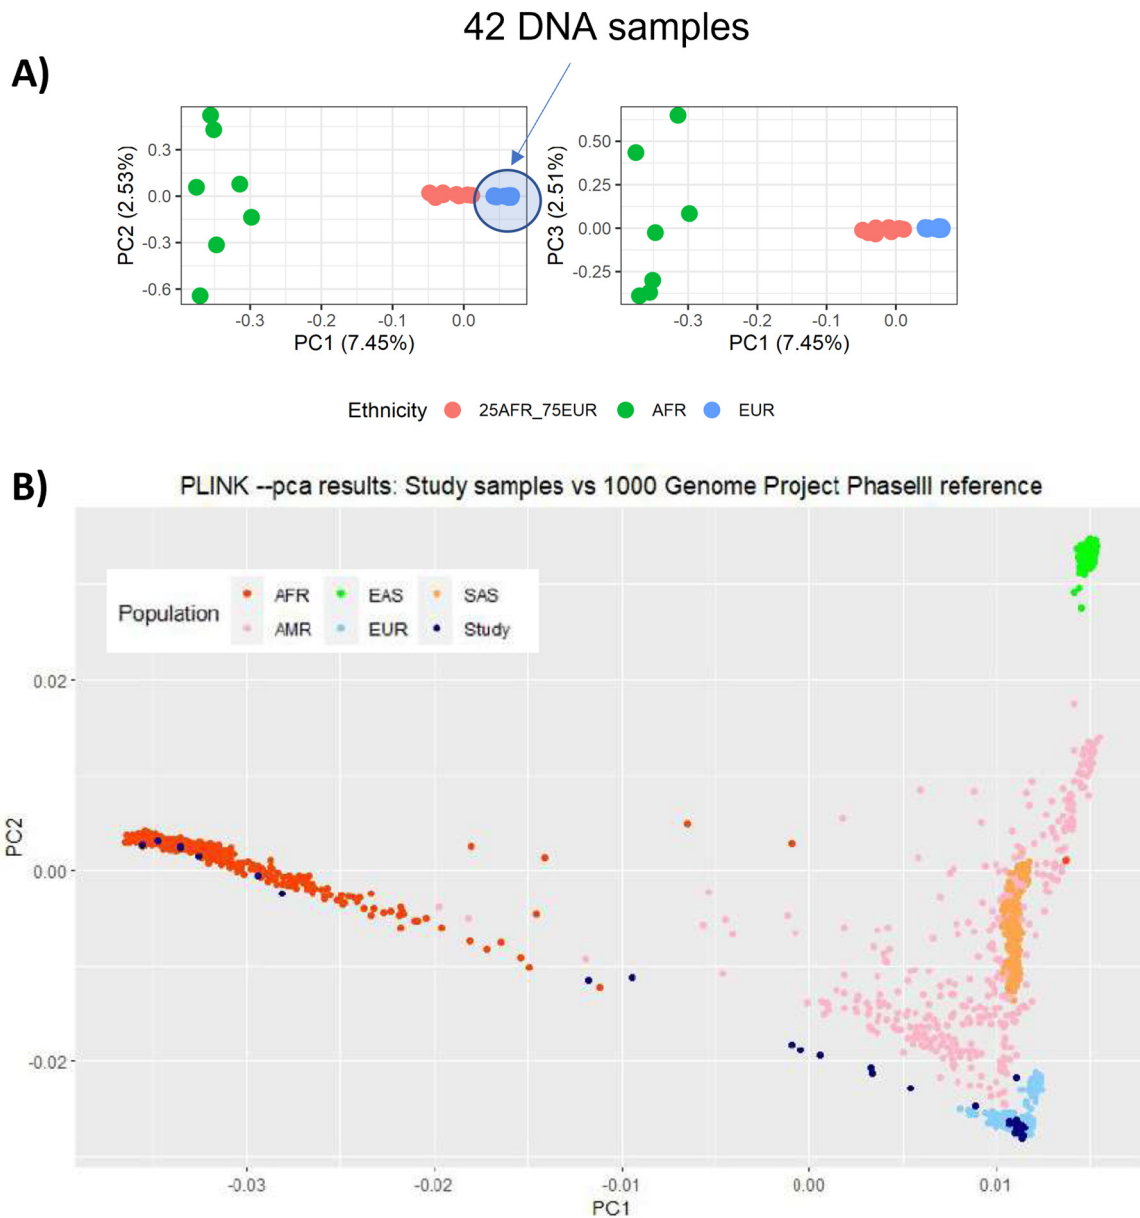 42 DNA samples
A)
PC2 (2.53%)
0.3
0.0
-0.3
-0.6
-0.3
-0.2
-0.1
0.0
PC1 (7.45%)
PC3 (2.51%)
0.50
0.25
0.00
-0.25
-0.3
-0.2
-0.1
0.0
PC1 (7.45%)
Ethnicity 25AFR_75EUR AFR EUR
B)
PLINK --pca results: Study samples vs 1000 Genome Project PhaseIII reference
Population
AFR EAS SAS
AMR EUR Study
PC2
0.02
0.00
-0.02
-0.03
-0.02
-0.01
0.00
0.01
PC1